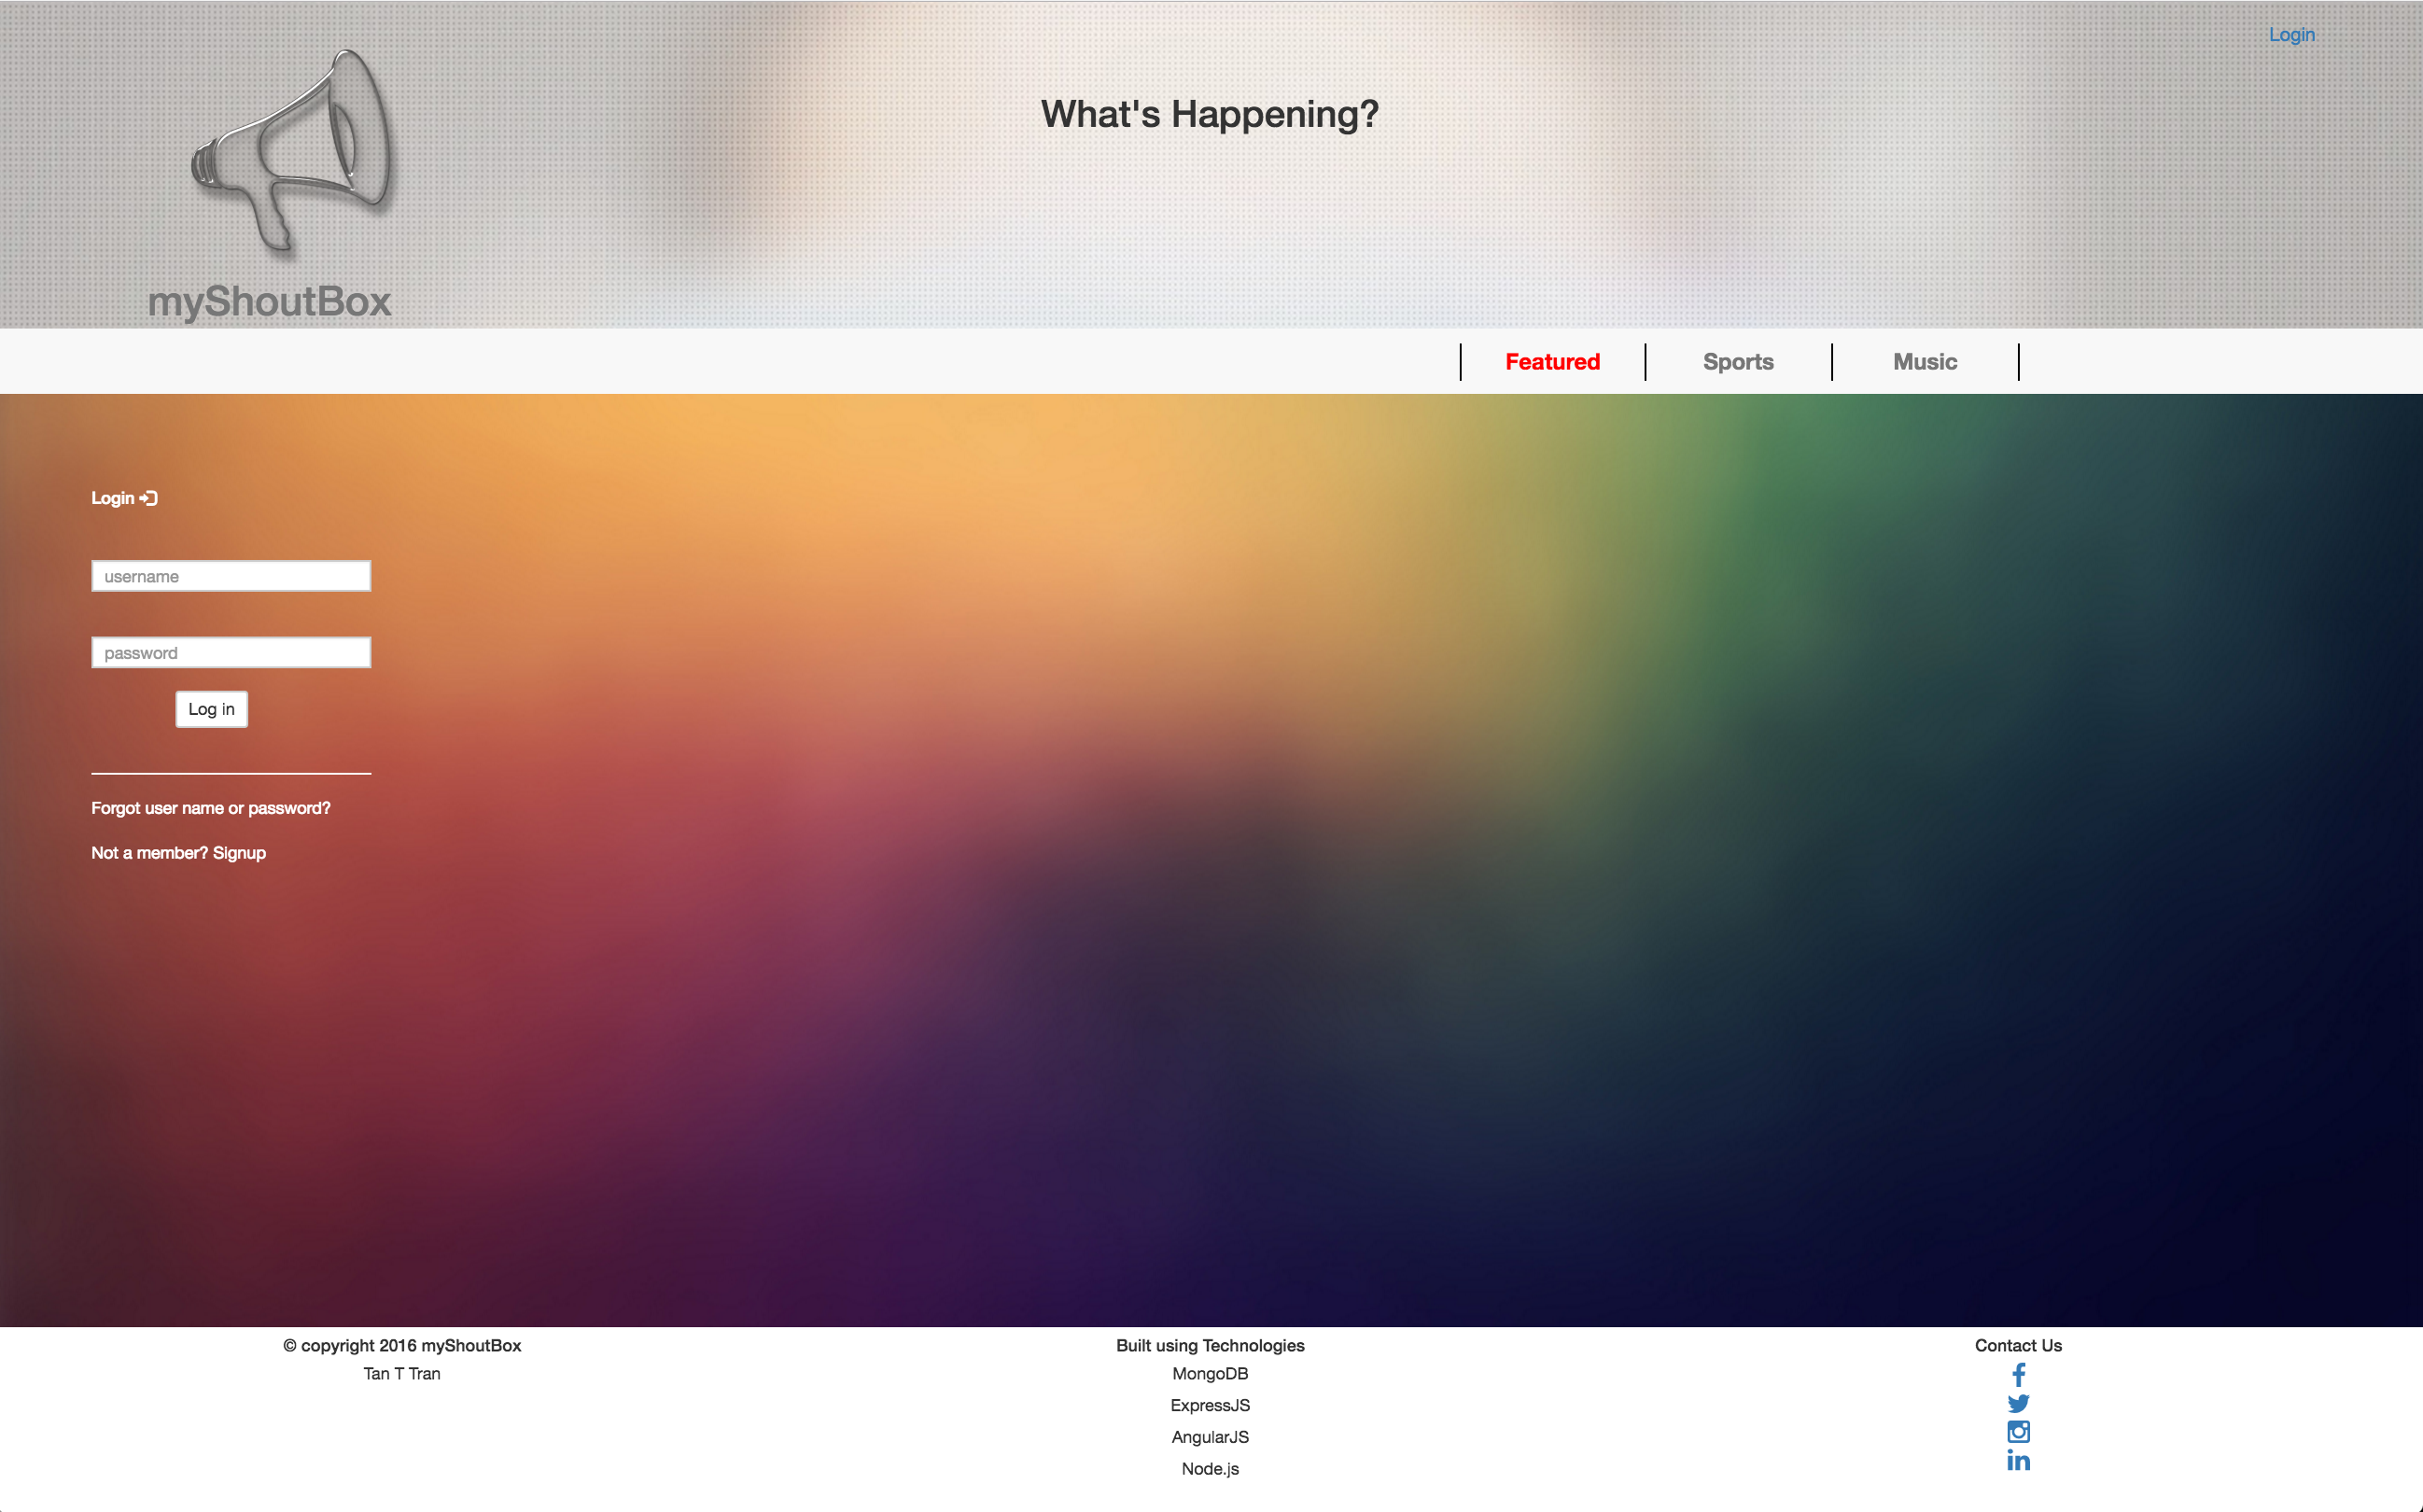 Login
What's Happening?
myShoutBox
Featured
Sports
Music
Login
username
password
Log in
Forgot user name or password?
Not a member? Signup
© copyright 2016 myShoutBox
Tan T Tran
Built using Technologies
MongoDB
ExpressJS
AngularJS
Node.js
Contact Us